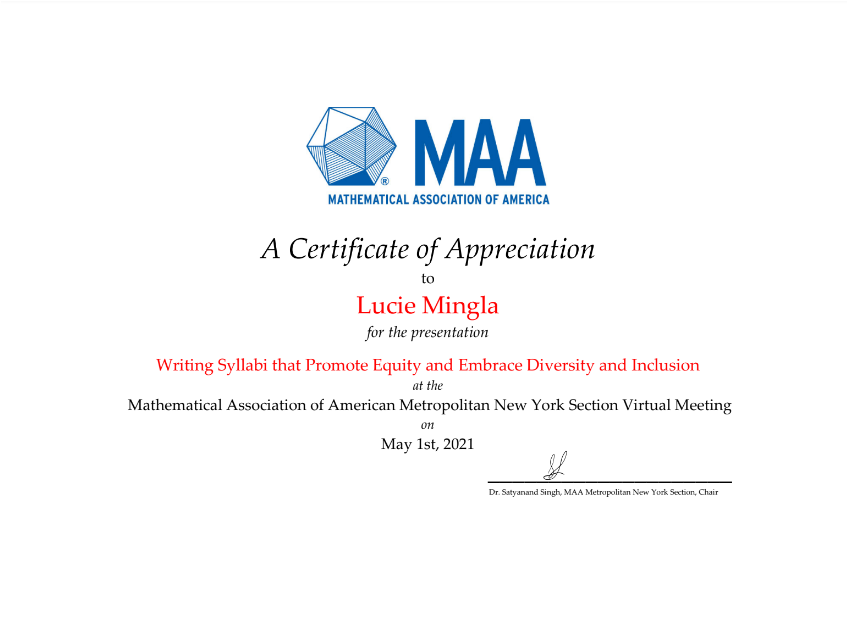 MAA
®
MATHEMATICAL ASSOCIATION OF AMERICA
A Certificate of Appreciation
to
Lucie Mingla
for the presentation
Writing Syllabi that Promote Equity and Embrace Diversity and Inclusion
at the
Mathematical Association of American Metropolitan New York Section Virtual Meeting
on
May 1st, 2021
Dr. Satyanand Singh, MAA Metropolitan New York Section, Chair